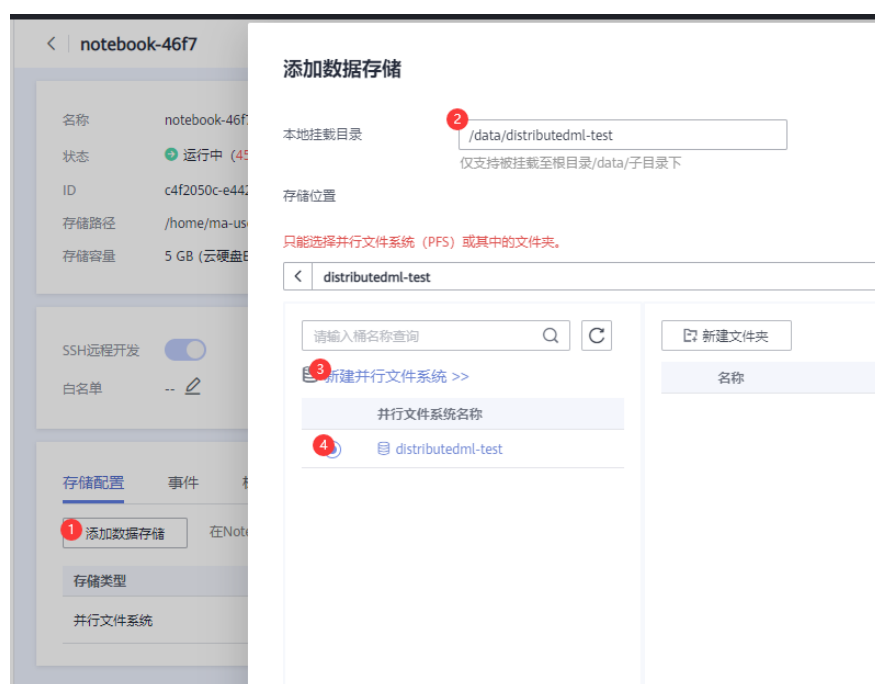 notebook-46f7
名称 notebook-46f7
状态 运行中 (45
ID c4f2050c-e442
存储路径 /home/ma-us
存储容量 5 GB (云硬盘E
SSH远程开发
白名单 --
存储配置 事件
1 添加数据存储 在Note
存储类型
并行文件系统
添加数据存储
本地挂载目录 2 /data/distributedml-test
仅支持被挂载至根目录/data/子目录下
存储位置
只能选择并行文件系统（PFS）或其中的文件夹。
distributedml-test
请输入桶名称查询
3 新建并行文件系统 >>
并行文件系统名称
4 distributedml-test
新建文件夹
名称